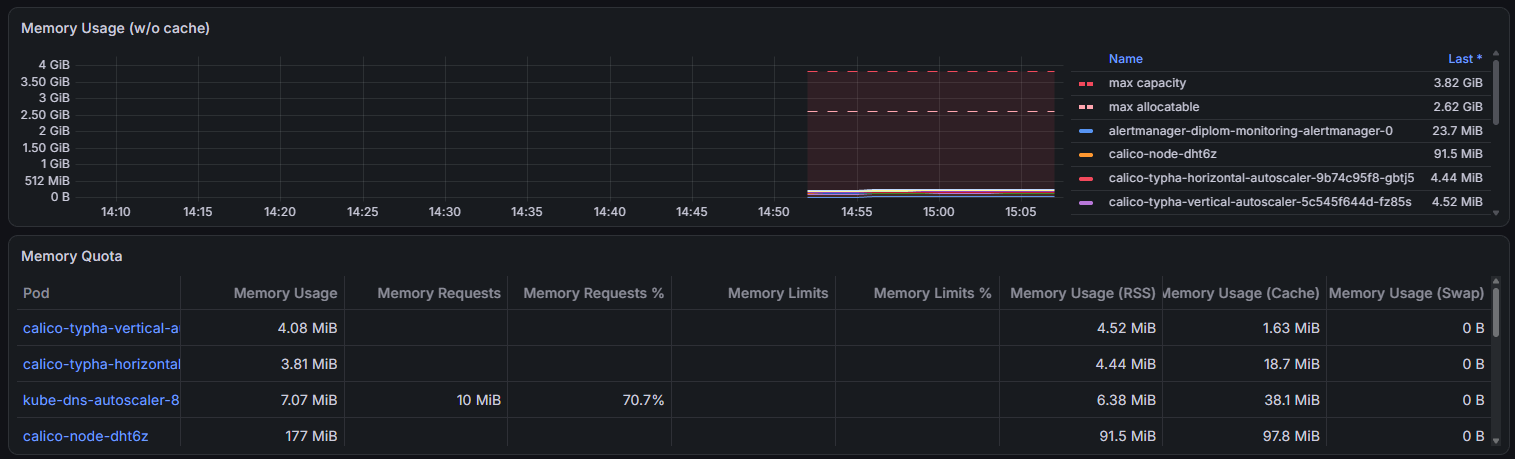 Memory Usage (w/o cache)
4 GiB
3.50 GiB
3 GiB
2.50 GiB
2 GiB
1.50 GiB
1 GiB
512 MiB
0 B
14:10 14:15 14:20 14:25 14:30 14:35 14:40 14:45 14:50 14:55 15:00 15:05
Name Last *
max capacity 3.82 GiB
max allocatable 2.62 GiB
alertmanager-diplom-monitoring-alertmanager-0 23.7 MiB
calico-node-dht6z 91.5 MiB
calico-typha-horizontal-autoscaler-9b74c95f8-gbtj5 4.44 MiB
calico-typha-vertical-autoscaler-5c545f644d-fz85s 4.52 MiB
Memory Quota
Pod Memory Usage Memory Requests Memory Requests % Memory Limits Memory Limits % Memory Usage (RSS) Memory Usage (Cache) Memory Usage (Swap)
calico-typha-vertical-a 4.08 MiB 4.52 MiB 1.63 MiB 0 B
calico-typha-horizontal 3.81 MiB 4.44 MiB 18.7 MiB 0 B
kube-dns-autoscaler-8 7.07 MiB 10 MiB 70.7% 6.38 MiB 38.1 MiB 0 B
calico-node-dht6z 177 MiB 91.5 MiB 97.8 MiB 0 B